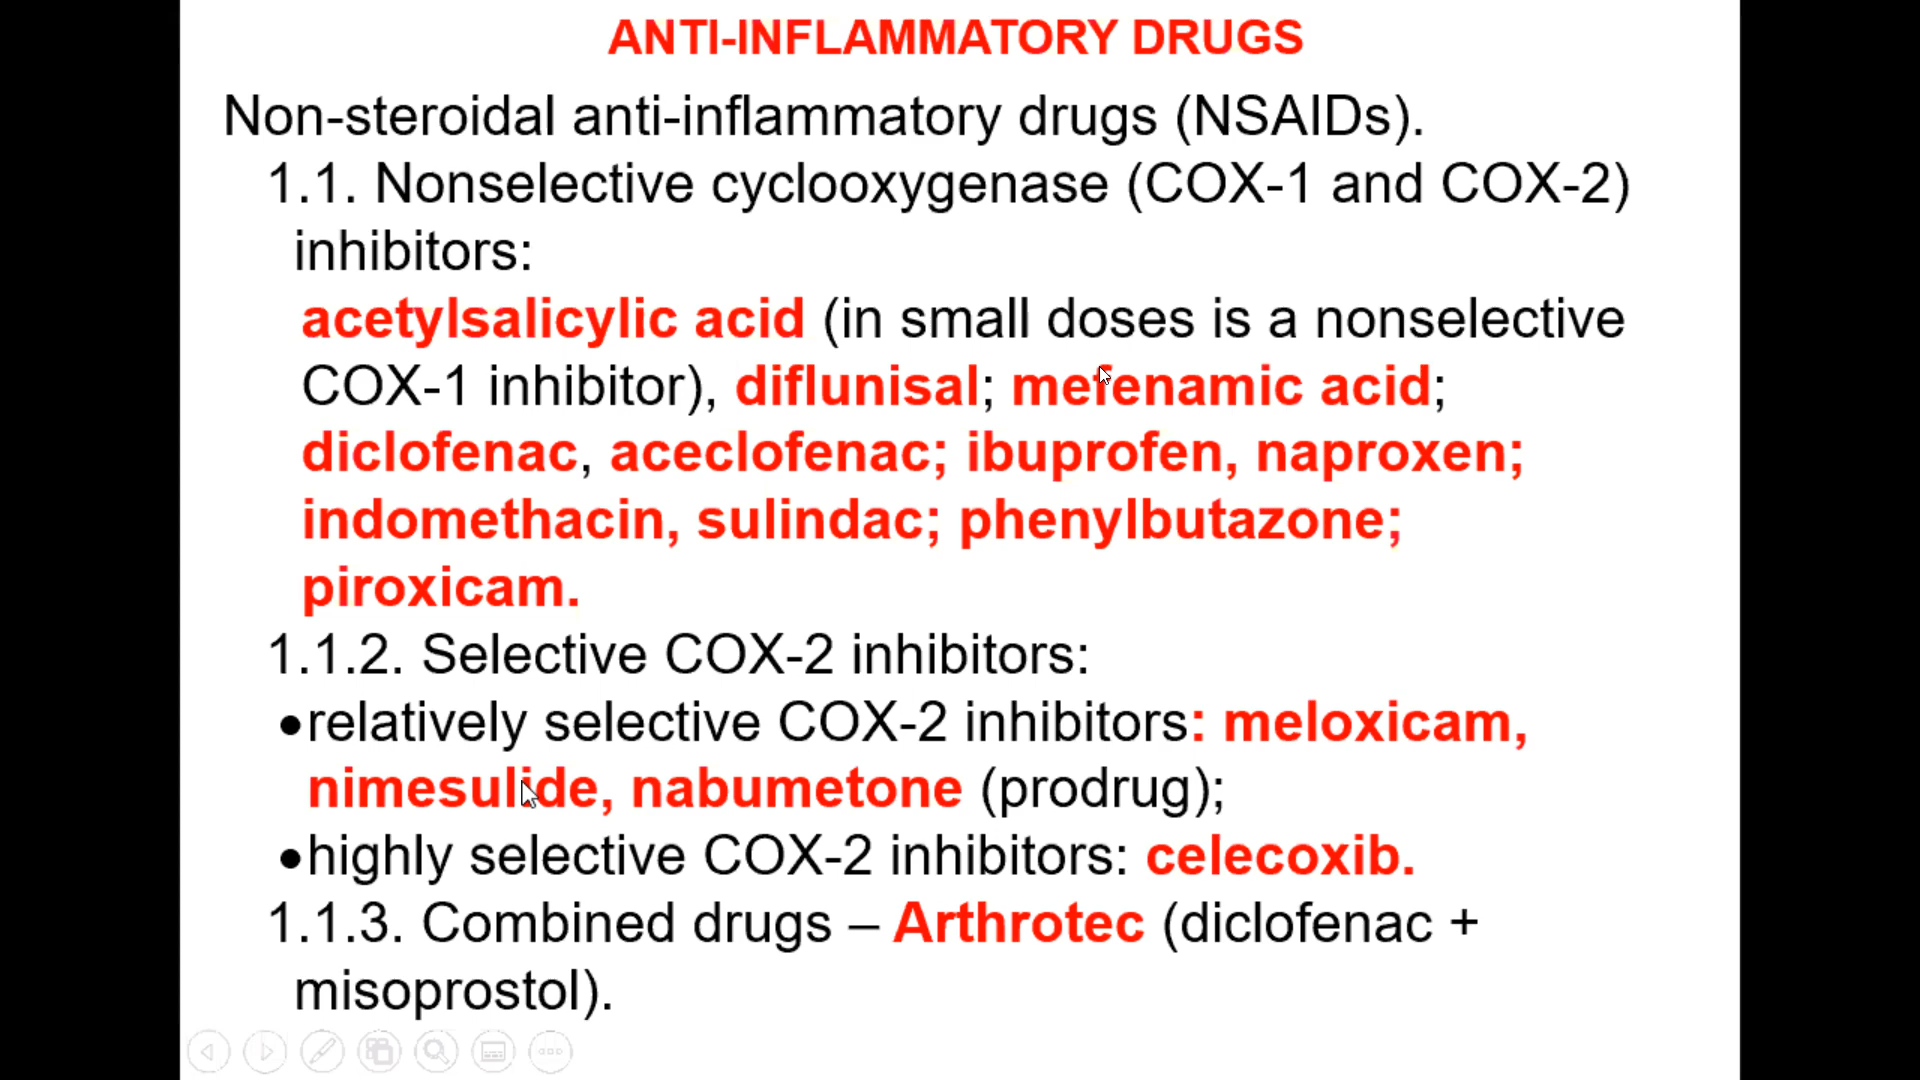 ANTI-INFLAMMATORY DRUGS
Non-steroidal anti-inflammatory drugs (NSAIDs).
1.1. Nonselective cyclooxygenase (COX-1 and COX-2)
inhibitors:
acetylsalicylic acid (in small doses is a nonselective
COX-1 inhibitor), diflunisal; mefenamic acid;
diclofenac, aceclofenac; ibuprofen, naproxen;
indomethacin, sulindac; phenylbutazone;
piroxicam.
1.1.2. Selective COX-2 inhibitors:
•relatively selective COX-2 inhibitors: meloxicam,
nimesulide, nabumetone (prodrug);
•highly selective COX-2 inhibitors: celecoxib.
1.1.3. Combined drugs – Arthrotec (diclofenac +
misoprostol).